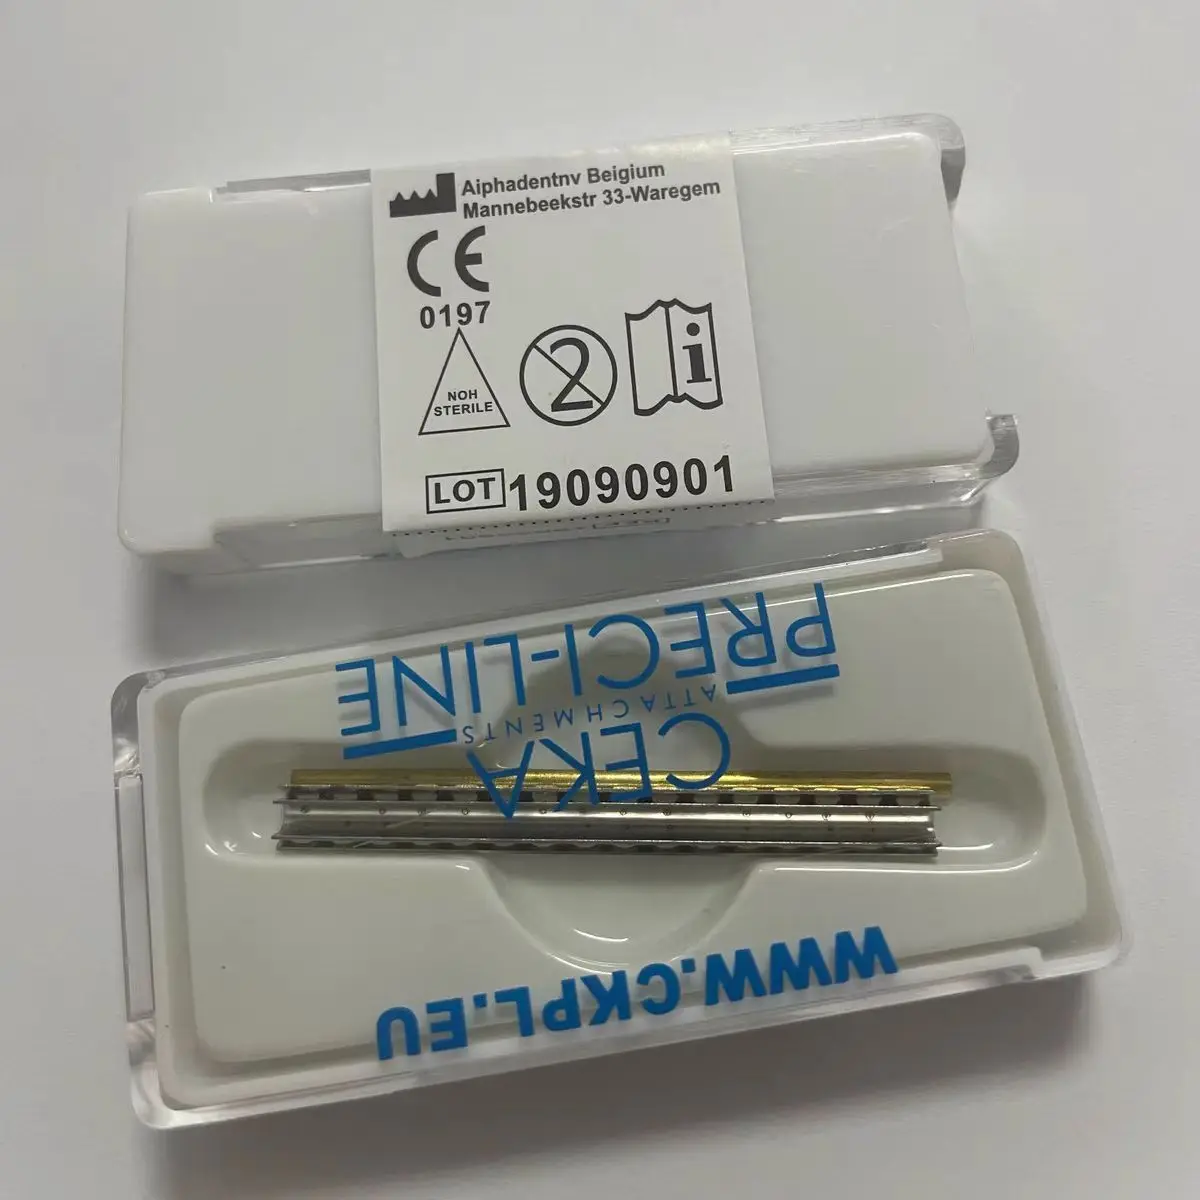 Aiphadentnv Beigium
Mannebeekstr 33-Waregem
CE
0197
NOH
STERILE
2
i
LOT 19090901
CEKA
ATTACHMENTS
PRECI-LINE
WWW.CKPL.EU